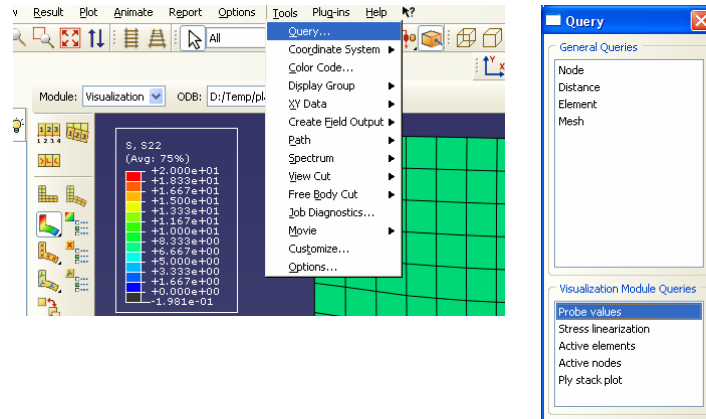 Result Plot Animate Report Options Tools Plug-ins Help
All
Module: Visualization ODB: D:/Temp/pl
S, S22
(Avg: 75%)
+2.000e+01
+1.833e+01
+1.667e+01
+1.500e+01
+1.333e+01
+1.167e+01
+1.000e+01
+8.333e+00
+6.667e+00
+5.000e+00
+3.333e+00
+1.667e+00
+0.000e+00
-1.981e-01
Query...
Coordinate System
Color Code...
Display Group
XY Data
Create Field Output
Path
Spectrum
View Cut
Free Body Cut
Job Diagnostics...
Movie
Customize...
Options...
Query
General Queries
Node
Distance
Element
Mesh
Visualization Module Queries
Probe values
Stress linearization
Active elements
Active nodes
Ply stack plot